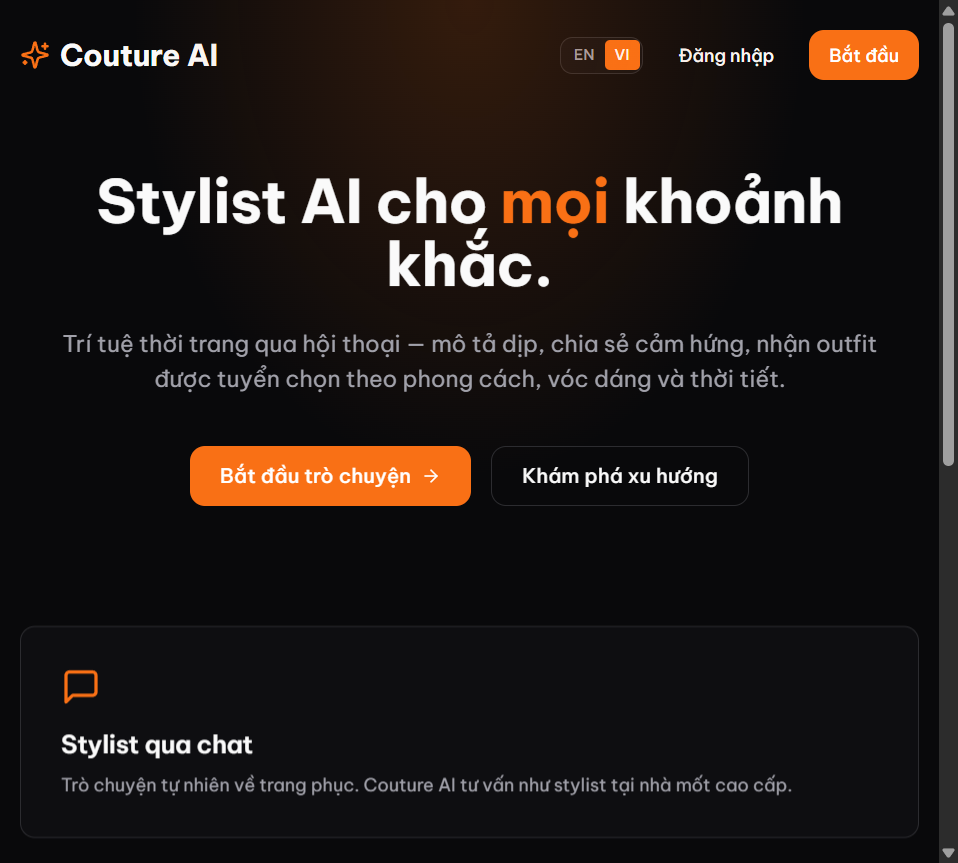 Couture AI
EN VI
Đăng nhập
Bắt đầu
Stylist AI cho mọi khoảnh
khắc.
Trí tuệ thời trang qua hội thoại — mô tả dịp, chia sẻ cảm hứng, nhận outfit
được tuyển chọn theo phong cách, vóc dáng và thời tiết.
Bắt đầu trò chuyện →
Khám phá xu hướng
Stylist qua chat
Trò chuyện tự nhiên về trang phục. Couture AI tư vấn như stylist tại nhà mốt cao cấp.